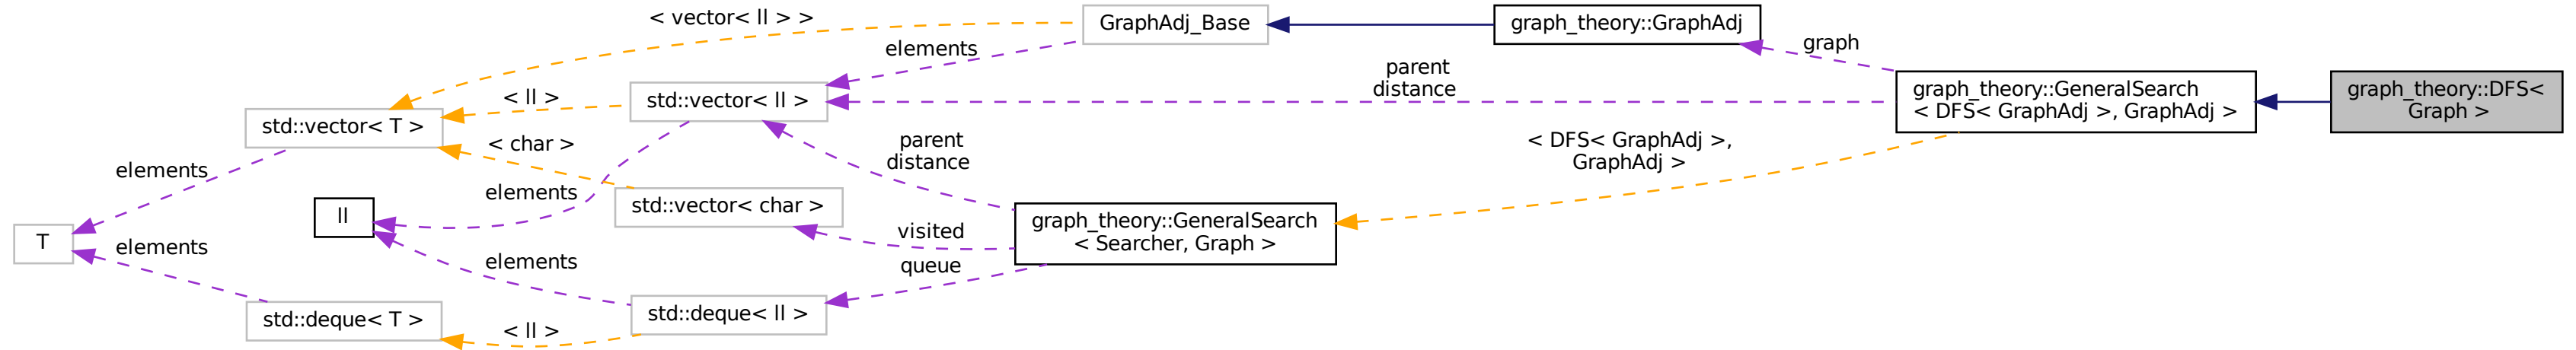 < vector< ll > >
GraphAdj_Base
graph_theory::GraphAdj
graph
elements
parent
distance
graph_theory::GeneralSearch
< DFS< GraphAdj >, GraphAdj >
graph_theory::DFS<
Graph >
std::vector< ll >
< ll >
std::vector< T >
< char >
parent
distance
< DFS< GraphAdj >,
GraphAdj >
elements
elements
std::vector< char >
ll
graph_theory::GeneralSearch
< Searcher, Graph >
visited
T
elements
elements
queue
std::deque< T >
< ll >
std::deque< ll >